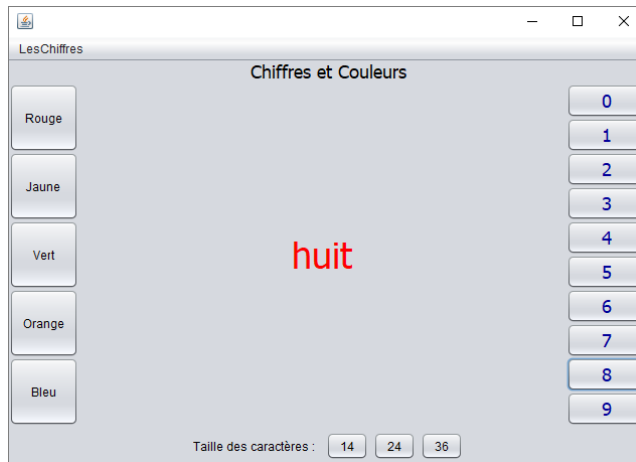 LesChiffres
Chiffres et Couleurs
Rouge
Jaune
Vert
Orange
Bleu
huit
0
1
2
3
4
5
6
7
8
9
Taille des caractères : 14 24 36